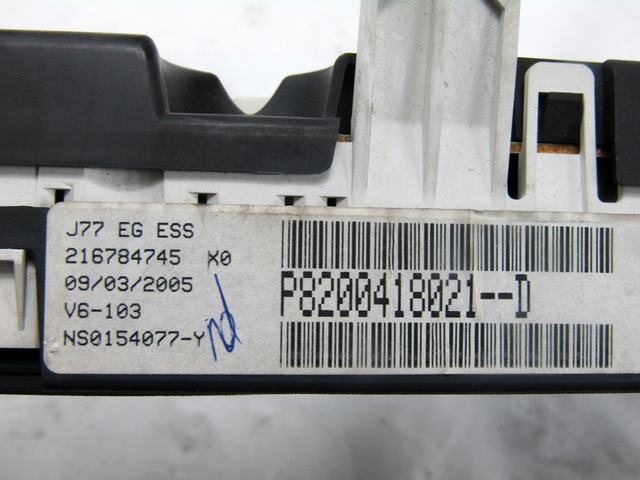 J77 EG ESS
216784745 X0
09/03/2005
V6-103
NS0154077-Y
P8200418021--D